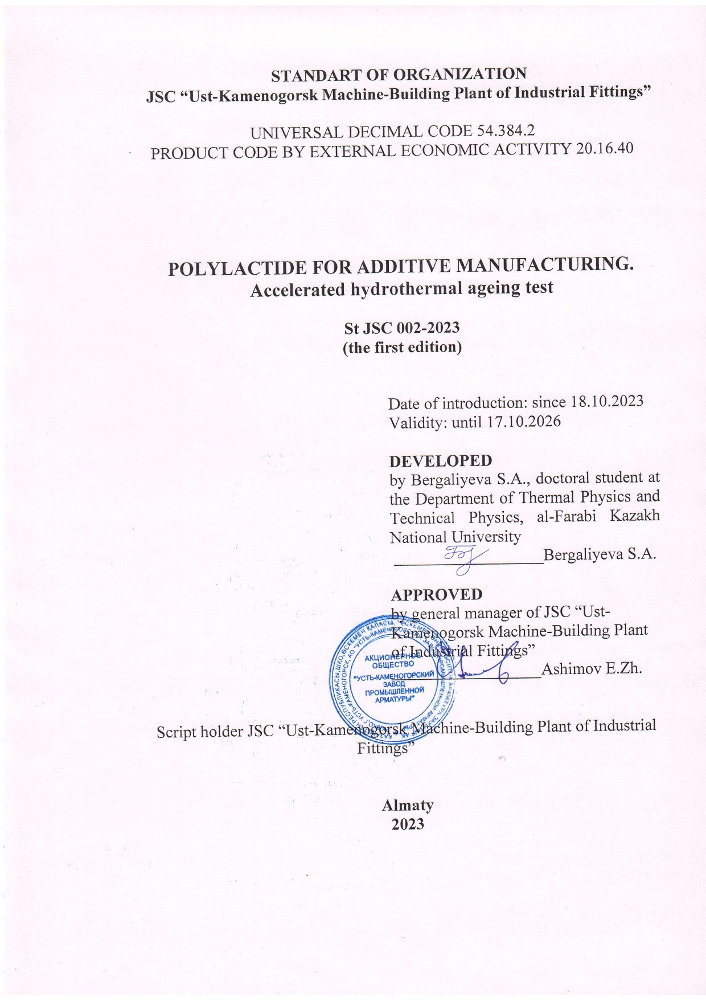 STANDART OF ORGANIZATION
JSC “Ust-Kamenogorsk Machine-Building Plant of Industrial Fittings”
UNIVERSAL DECIMAL CODE 54.384.2
PRODUCT CODE BY EXTERNAL ECONOMIC ACTIVITY 20.16.40
POLYLACTIDE FOR ADDITIVE MANUFACTURING.
Accelerated hydrothermal ageing test
St JSC 002-2023
(the first edition)
Date of introduction: since 18.10.2023
Validity: until 17.10.2026
DEVELOPED
by Bergaliyeva S.A., doctoral student at
the Department of Thermal Physics and
Technical Physics, al-Farabi Kazakh
National University
Bergaliyeva S.A.
APPROVED
by general manager of JSC “Ust-
Kamenogorsk Machine-Building Plant
of Industrial Fittings”
Ashimov E.Zh.
АКЦИОНЕРНОЕ
ОБЩЕСТВО
"УСТЬ-КАМЕНОГОРСКИЙ
ЗАВОД
ПРОМЫШЛЕННОЙ
АРМАТУРЫ"
Script holder JSC “Ust-Kamenogorsk Machine-Building Plant of Industrial
Fittings”
Almaty
2023